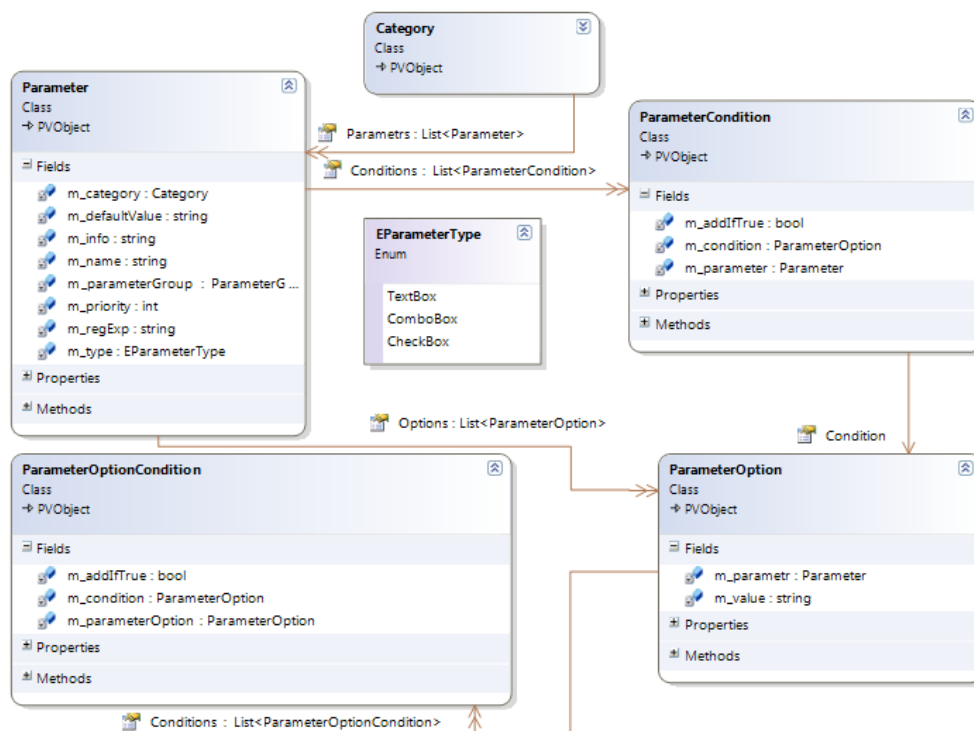 Category
Class
PVObject
Parameter
Class
PVObject
Fields
m_category : Category
m_defaultValue : string
m_info : string
m_name : string
m_parameterGroup : ParameterG ...
m_priority : int
m_regExp : string
m_type : EParameterType
Properties
Methods
Parametrs : List<Parameter>
Conditions : List<ParameterCondition>
ParameterCondition
Class
PVObject
Fields
m_addIfTrue : bool
m_condition : ParameterOption
m_parameter : Parameter
Properties
Methods
EParameterType
Enum
TextBox
ComboBox
CheckBox
Options : List<ParameterOption>
Condition
ParameterOptionCondition
Class
PVObject
Fields
m_addIfTrue : bool
m_condition : ParameterOption
m_parameterOption : ParameterOption
Properties
Methods
ParameterOption
Class
PVObject
Fields
m_parametr : Parameter
m_value : string
Properties
Methods
Conditions : List<ParameterOptionCondition>